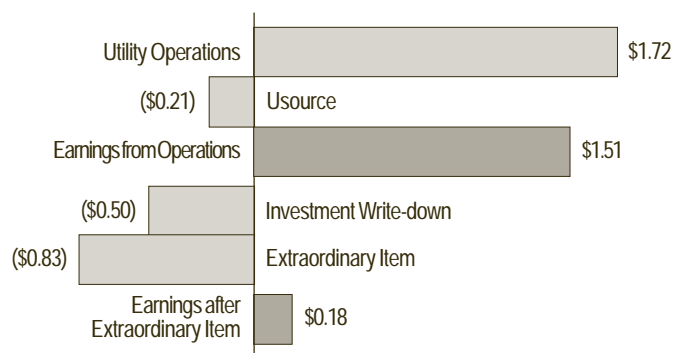 Utility Operations
$1.72
($0.21)
Usource
Earnings from Operations
$1.51
($0.50)
Investment Write-down
($0.83)
Extraordinary Item
Earnings after
Extraordinary Item
$0.18